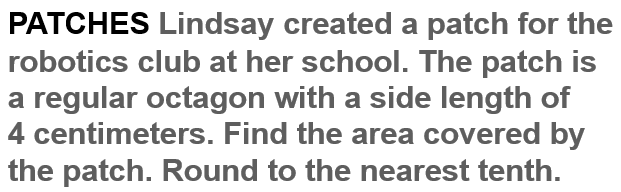 PATCHES Lindsay created a patch for the
robotics club at her school. The patch is
a regular octagon with a side length of
4 centimeters. Find the area covered by
the patch. Round to the nearest tenth.